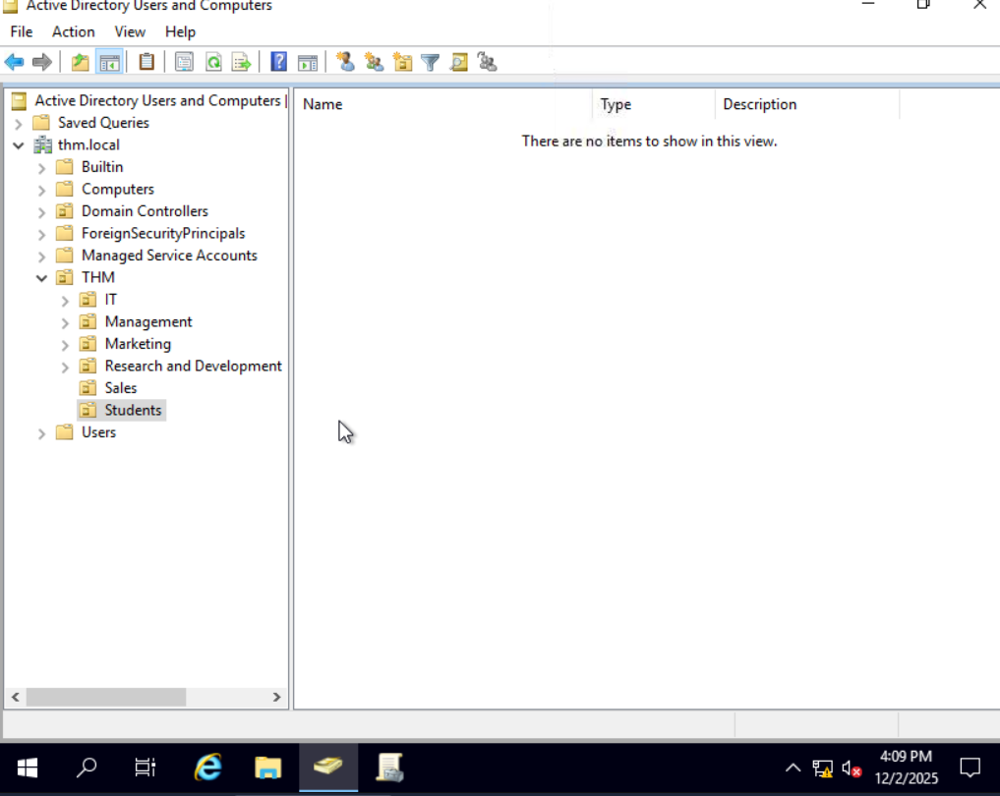 Active Directory Users and Computers
File Action View Help
Active Directory Users and Computers
Saved Queries
thm.local
Builtin
Computers
Domain Controllers
ForeignSecurityPrincipals
Managed Service Accounts
THM
IT
Management
Marketing
Research and Development
Sales
Students
Users
Name Type Description
There are no items to show in this view.
4:09 PM
12/2/2025